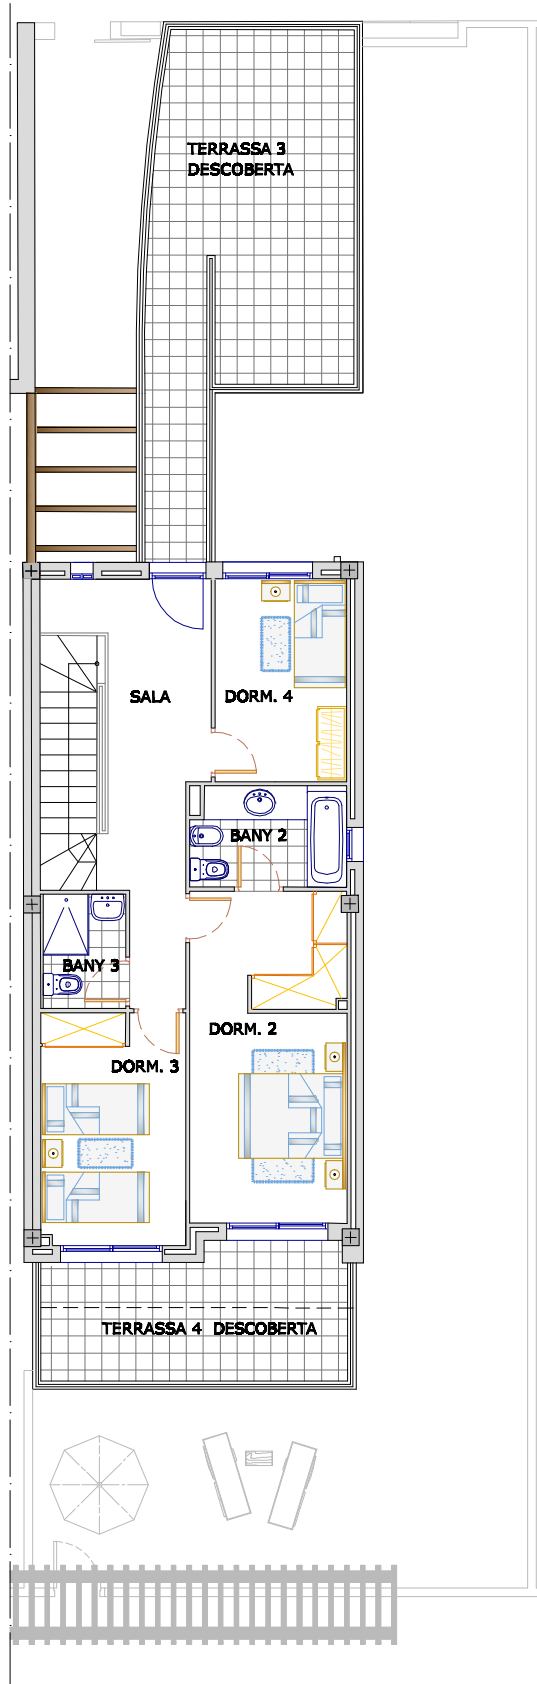 TERRASSA 3
DESCOBERTA
SALA
DORM. 4
BANY 2
BANY 3
DORM. 2
DORM. 3
TERRASSA 4 DESCOBERTA